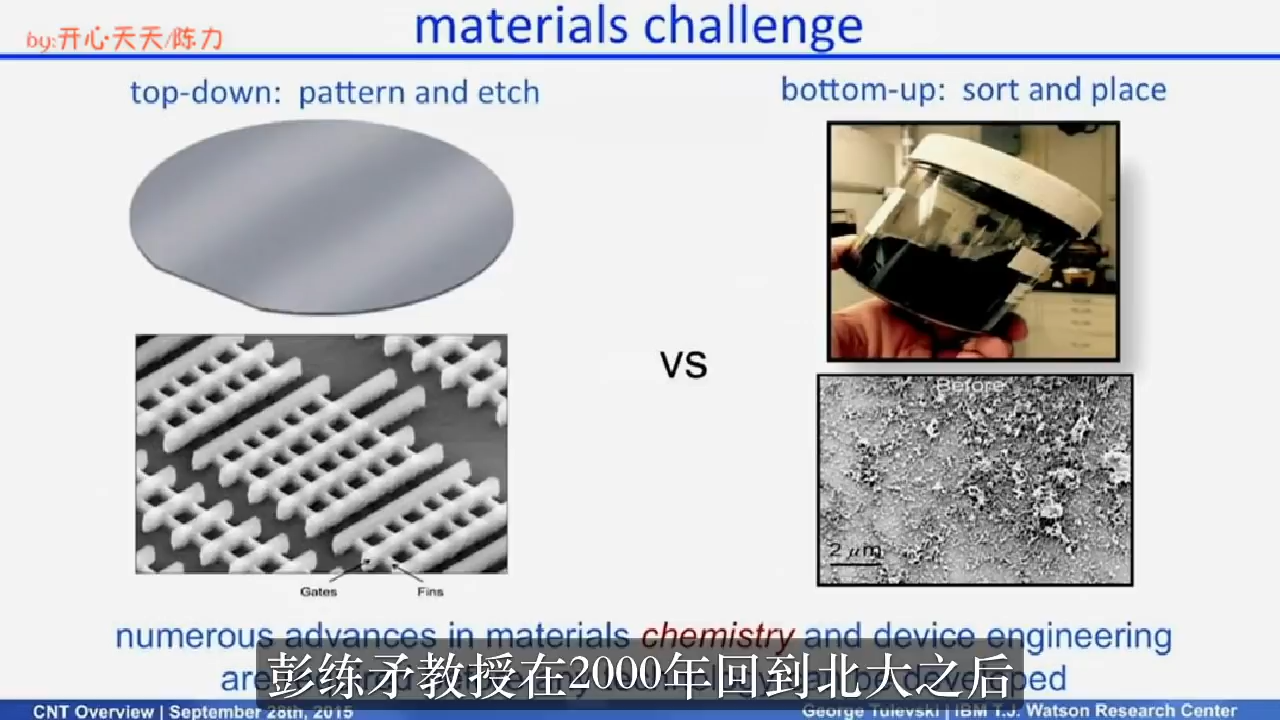 materials challenge
by:开心天天/陈力
top-down: pattern and etch
bottom-up: sort and place
vs
Before
2 μm
Gates
Fins
numerous advances in materials chemistry and device engineering
彭练矛教授在2000年回到北大之后
developed
CNT Overview | September 28th, 2015
George Tulevski | IBM T.J. Watson Research Center